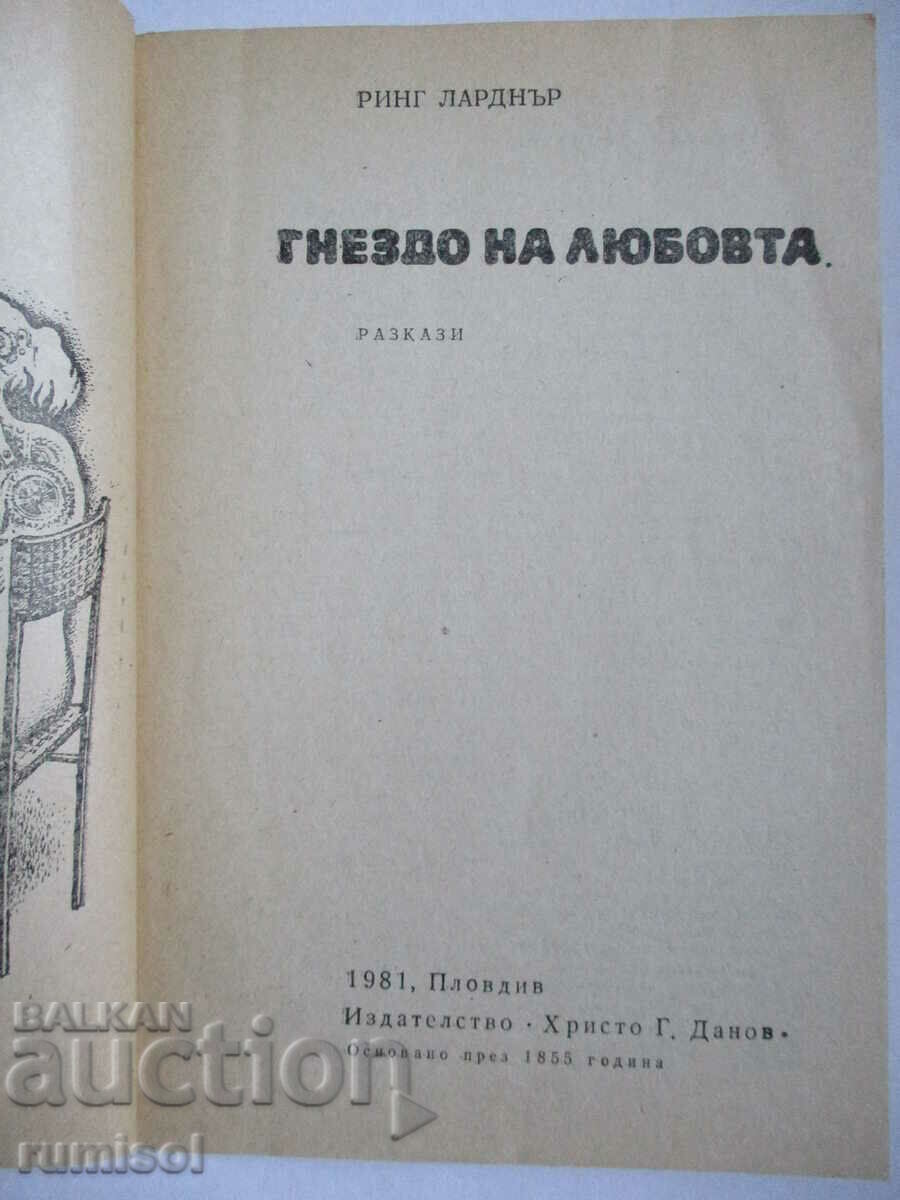 РИНГ ЛАРДНЪР
ГНЕЗДО НА ЛЮБОВТА
РАЗКАЗИ
1981, Пловдив
Издателство • Христо Г. Данов •
Основано през 1855 година
BALKAN
auction
rumisol